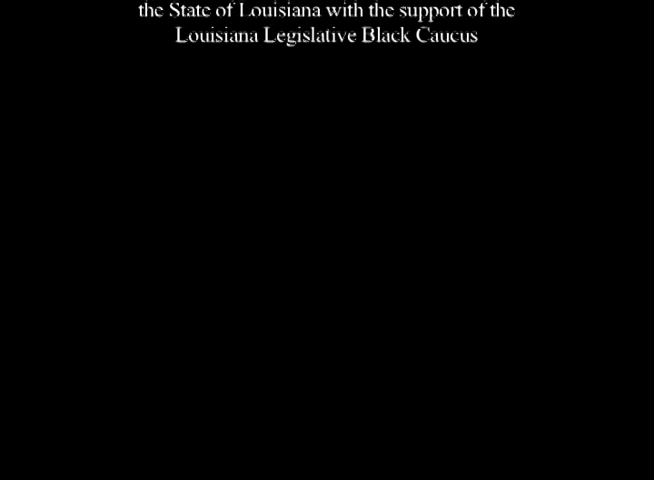 the State of Louisiana with the support of the
Louisiana Legislative Black Caucus